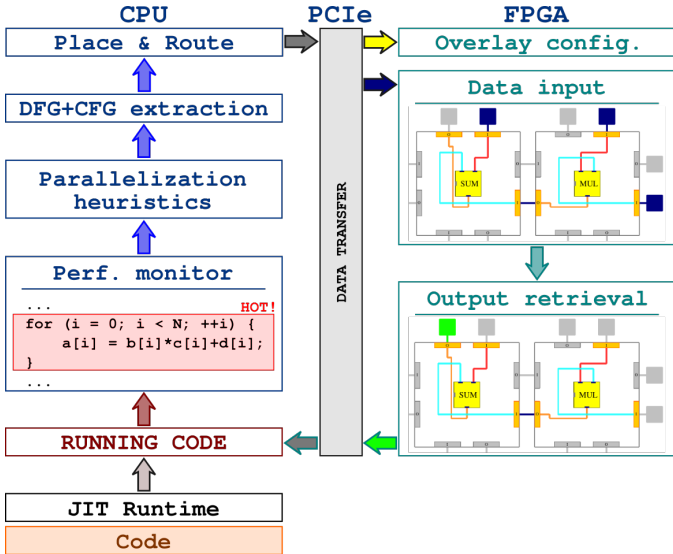 CPU
PCIe
FPGA
Place & Route
Overlay config.
DFG+CFG extraction
Data input
SUM
MUL
Parallelization
heuristics
DATA TRANSFER
Perf. monitor
...
HOT!
for (i = 0; i < N; ++i) {
a[i] = b[i]*c[i]+d[i];
}
...
Output retrieval
SUM
MUL
RUNNING CODE
JIT Runtime
Code